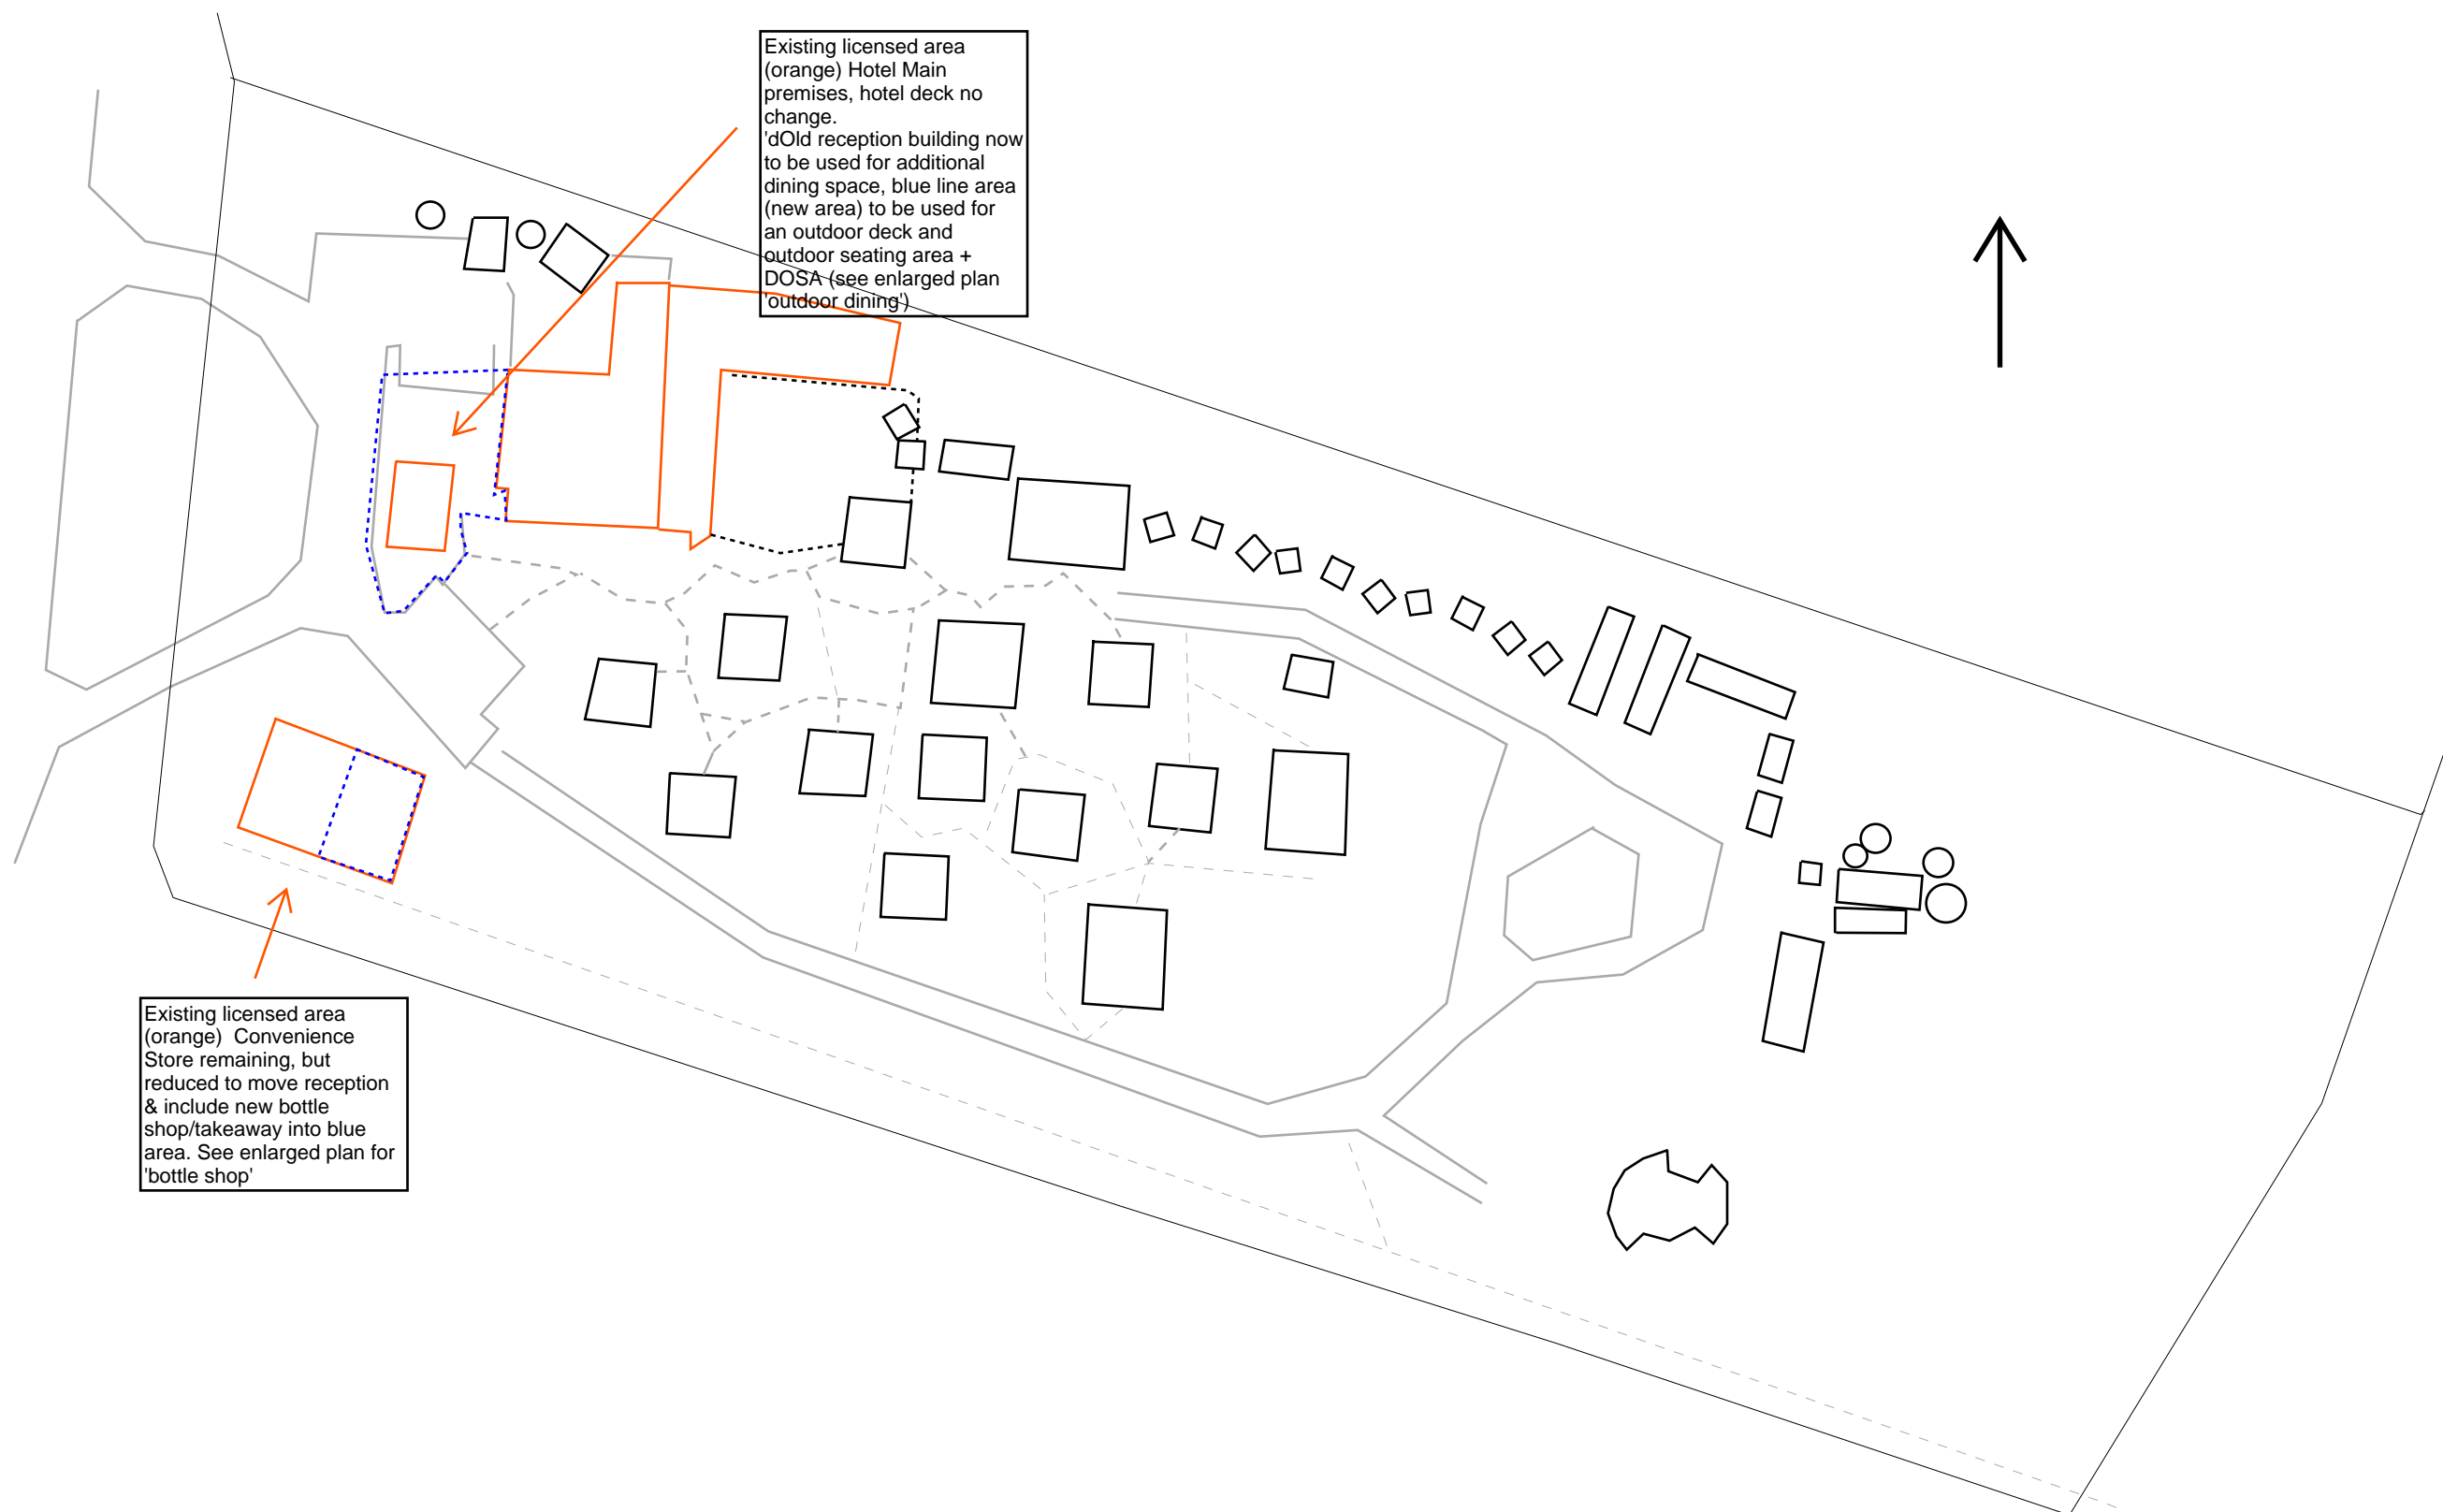 Existing licensed area
(orange) Hotel Main
premises, hotel deck no
change.
'dOld reception building now
to be used for additional
dining space, blue line area
(new area) to be used for
an outdoor deck and
outdoor seating area +
DOSA (see enlarged plan
'outdoor dining')
Existing licensed area
(orange)  Convenience
Store remaining, but
reduced to move reception
& include new bottle
shop/takeaway into blue
area. See enlarged plan for
'bottle shop'